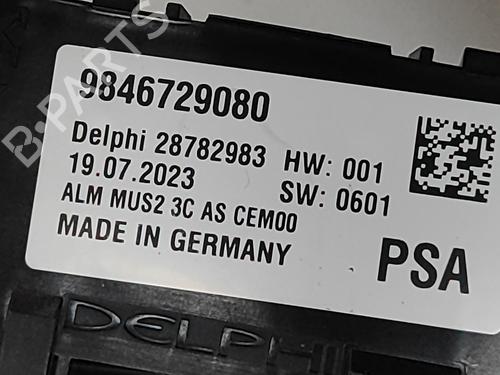 9846729080
Delphi 28782983 HW: 001
19.07.2023 SW: 0601
ALM MUS2 3C AS CEM00
MADE IN GERMANY PSA
DELPHI
B-PARTS